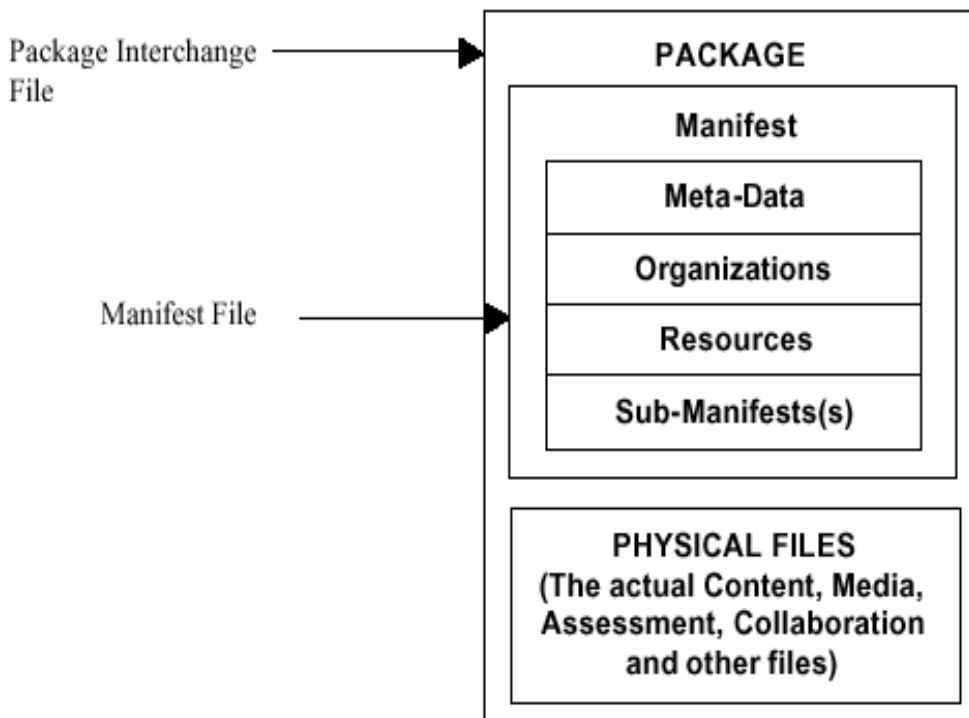 Package Interchange
File
PACKAGE
Manifest
Meta-Data
Organizations
Manifest File
Resources
Sub-Manifests(s)
PHYSICAL FILES
(The actual Content, Media,
Assessment, Collaboration
and other files)